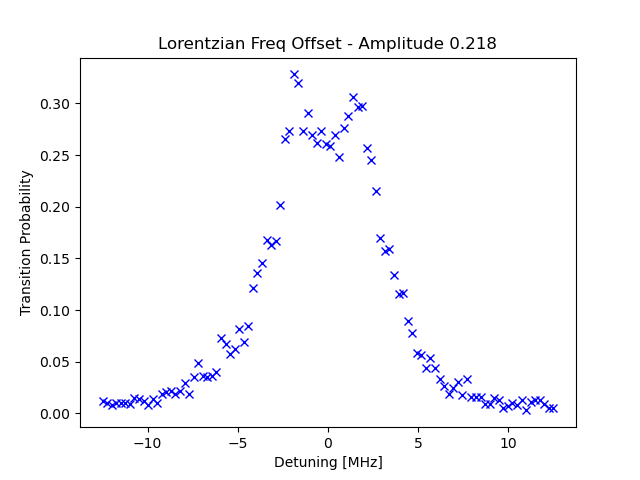 Lorentzian Freq Offset - Amplitude 0.218
Transition Probability
0.30
0.25
0.20
0.15
0.10
0.05
0.00
−10 −5 0 5 10
Detuning [MHz]